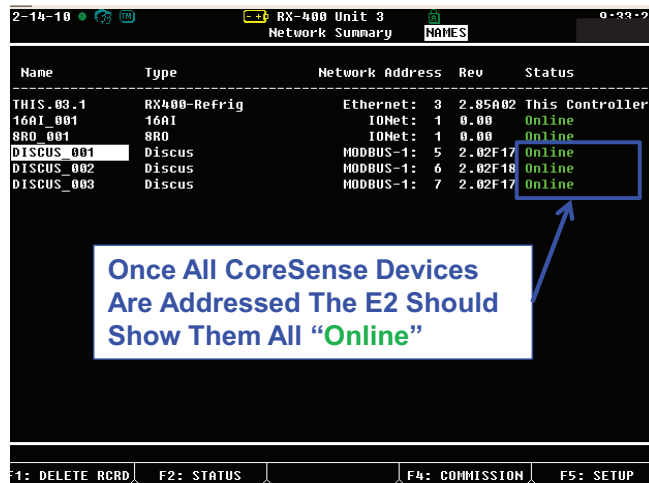 2-14-10 TM RX-400 Unit 3 9:33:2
Network Summary NAMES
Name Type Network Address Rev Status
THIS.03.1 RX400-Refrig Ethernet: 3 2.85A02 This Controller
16AI_001 16AI IONet: 1 0.00 Online
8RO_001 8RO IONet: 1 0.00 Online
DISCUS_001 Discus MODBUS-1: 5 2.02F17 Online
DISCUS_002 Discus MODBUS-1: 6 2.02F18 Online
DISCUS_003 Discus MODBUS-1: 7 2.02F17 Online
Once All CoreSense Devices
Are Addressed The E2 Should
Show Them All “Online”
F1: DELETE RCRD F2: STATUS F4: COMMISSION F5: SETUP